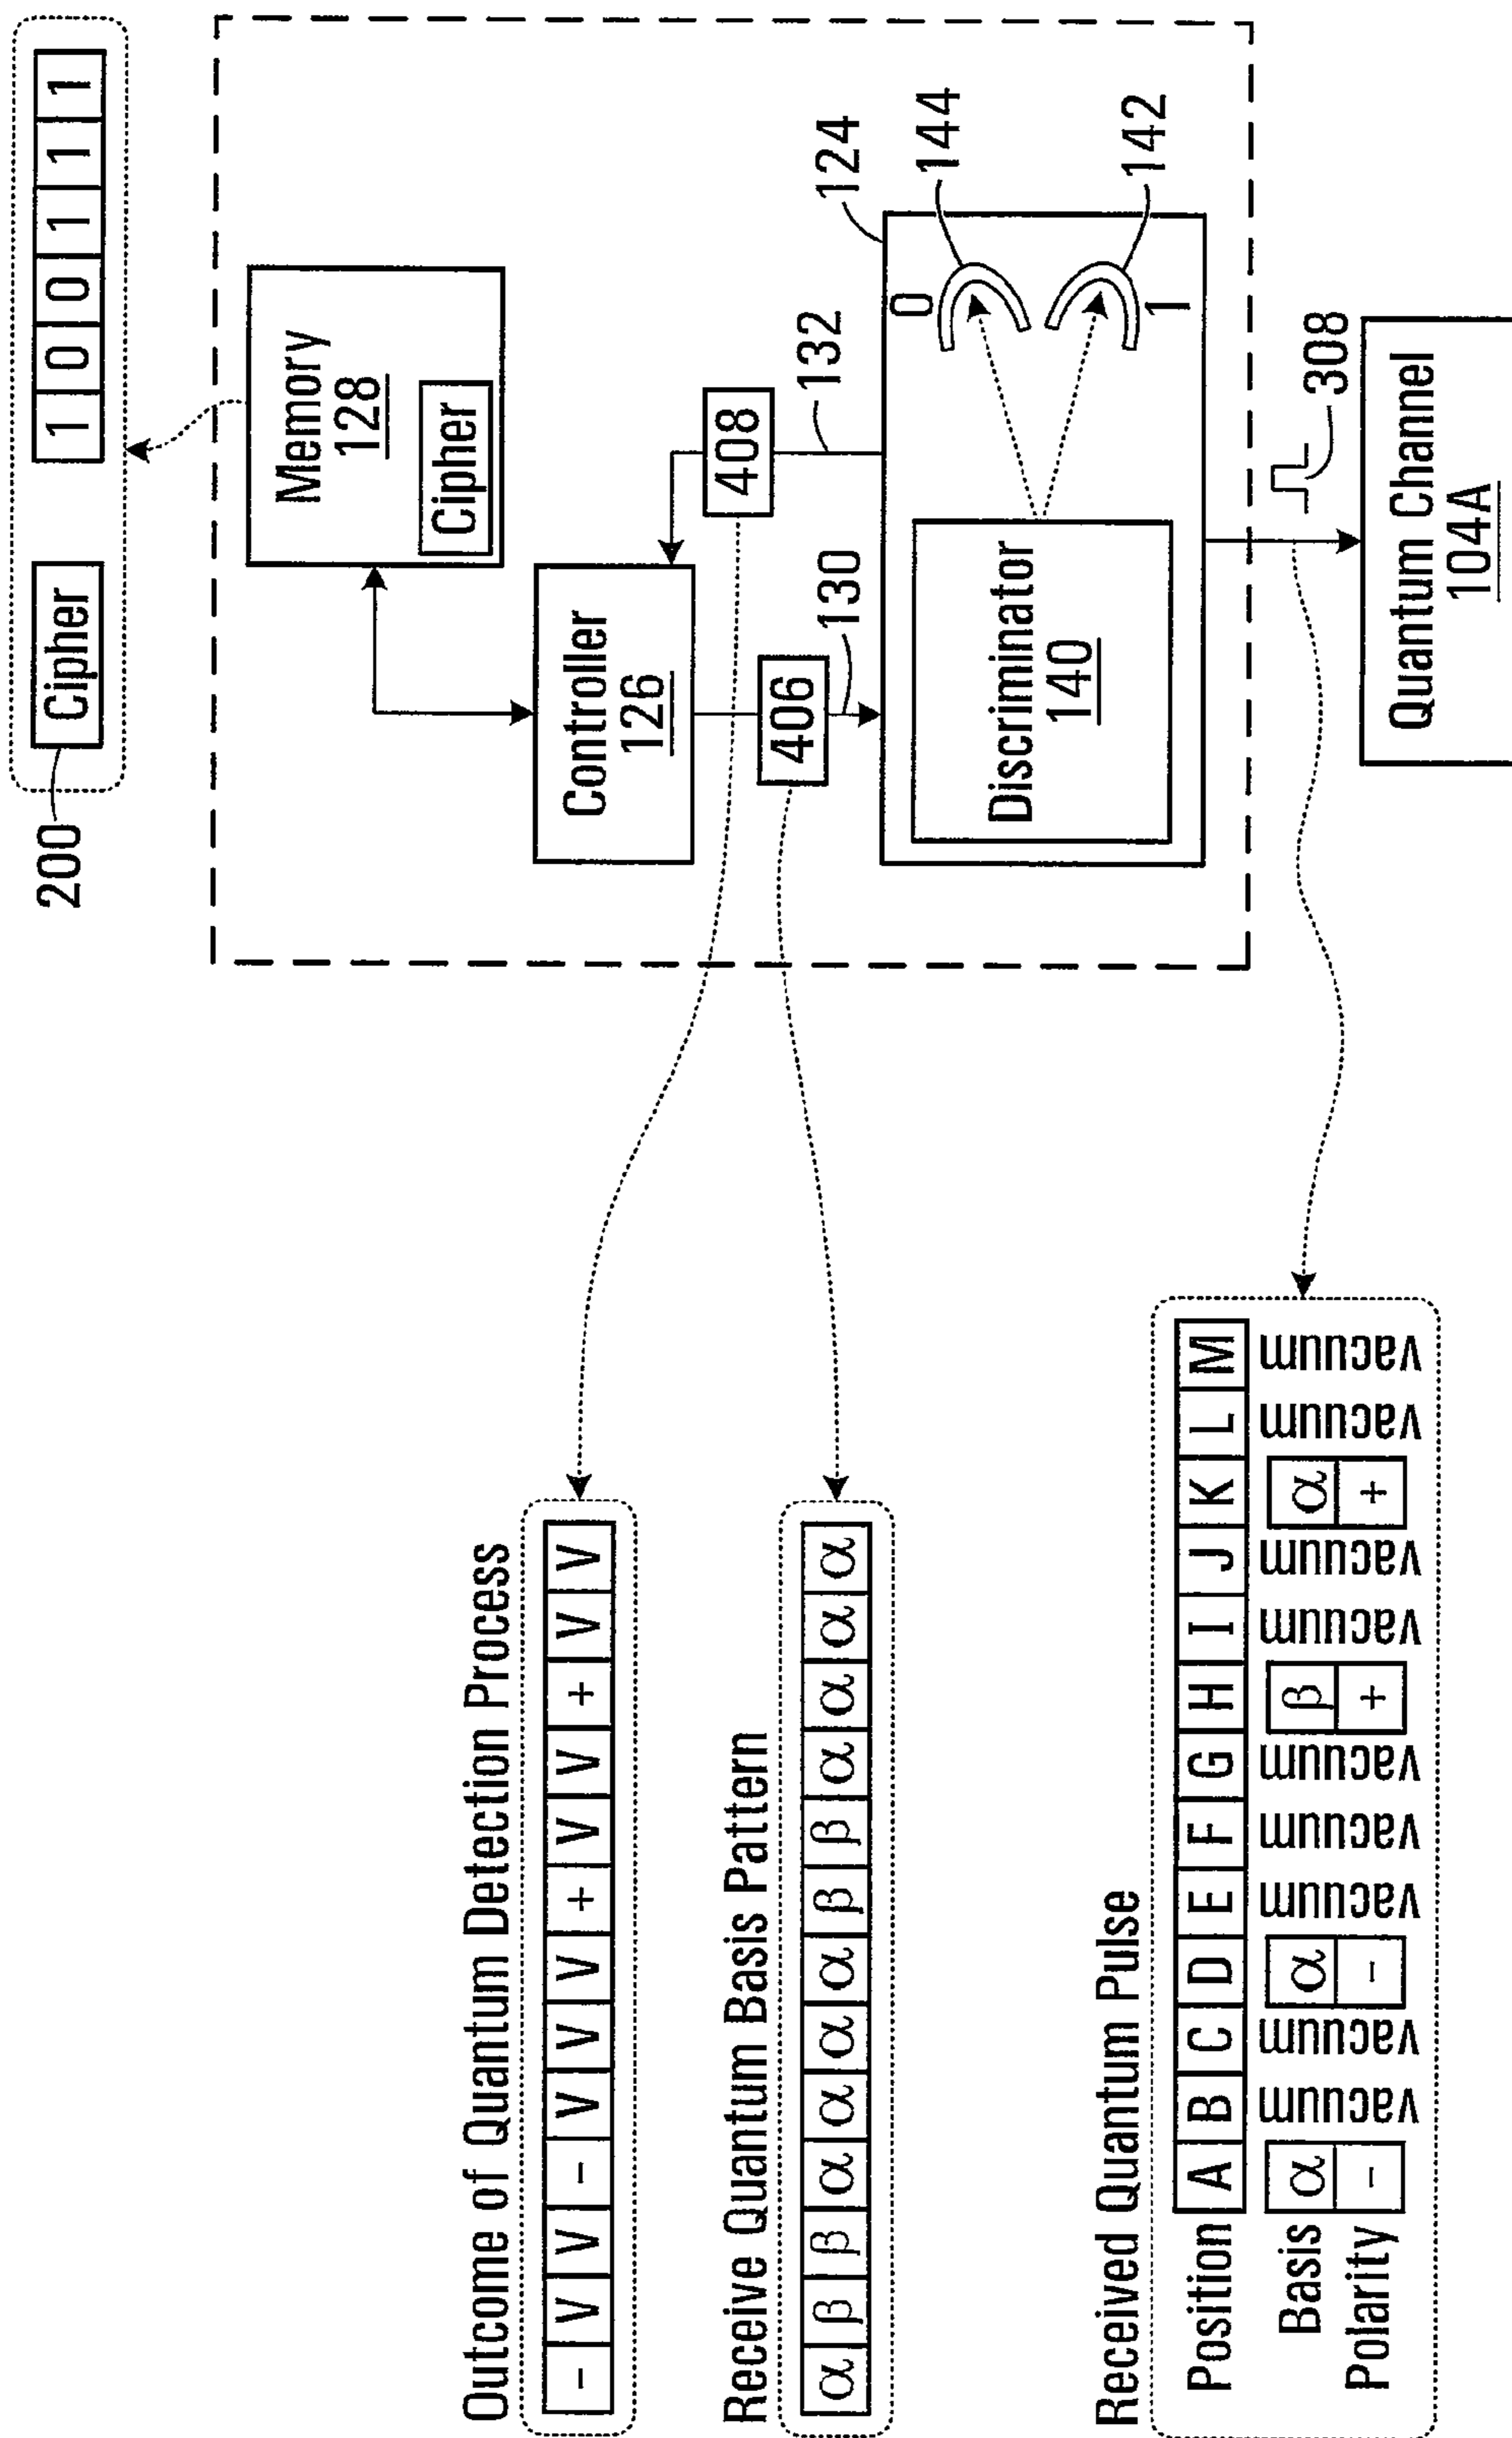 200
Cipher
1 0 0 1 1 1
Memory
128
Cipher
Outcome of Quantum Detection Process
- V V - V V V + V V + V V
Controller
126
408
132
Receive Quantum Basis Pattern
α β β α α α α β β α α α α
406
130
124
0
144
Discriminator
140
142
1
Received Quantum Pulse
Position A B C D E F G H I J K L M
Basis α vacuum vacuum α vacuum vacuum vacuum β vacuum vacuum α vacuum vacuum
Polarity - - + +
308
Quantum Channel
104A